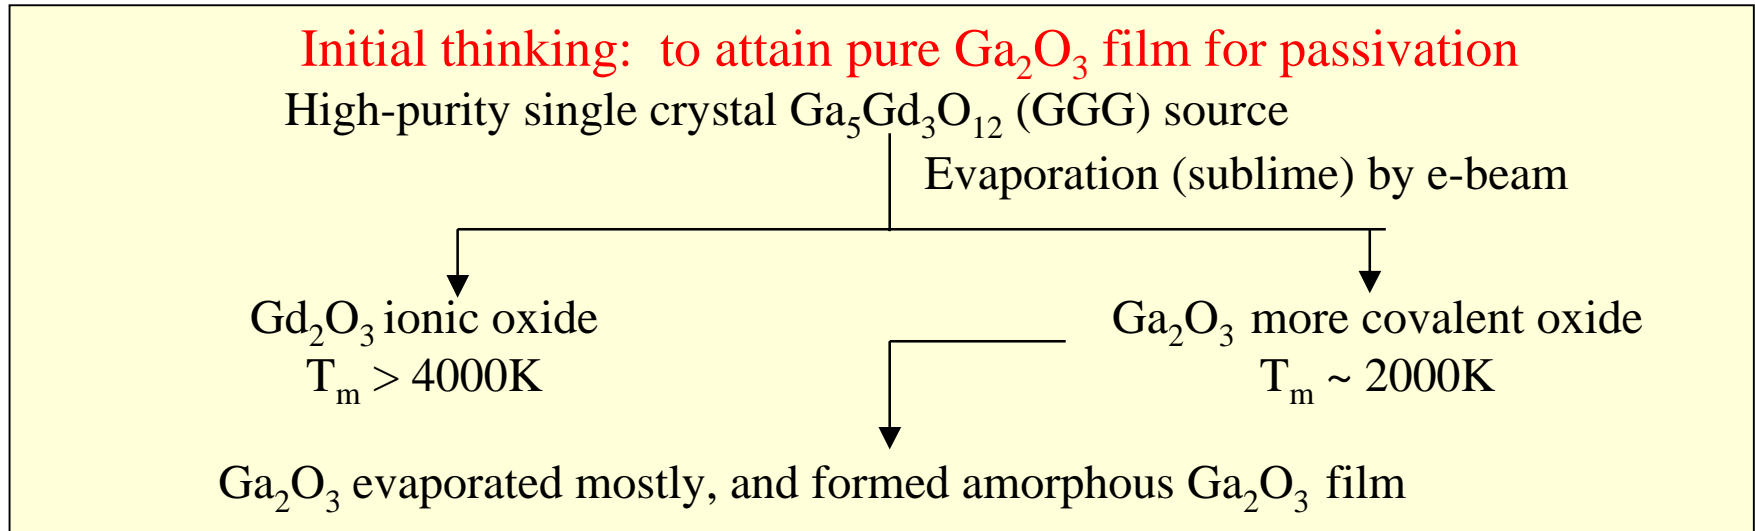 Initial thinking: to attain pure Ga₂O₃ film for passivation
High-purity single crystal Ga₅Gd₃O₁₂ (GGG) source
Evaporation (sublime) by e-beam
Gd₂O₃ ionic oxide
Tₘ > 4000K
Ga₂O₃ more covalent oxide
Tₘ ~ 2000K
Ga₂O₃ evaporated mostly, and formed amorphous Ga₂O₃ film